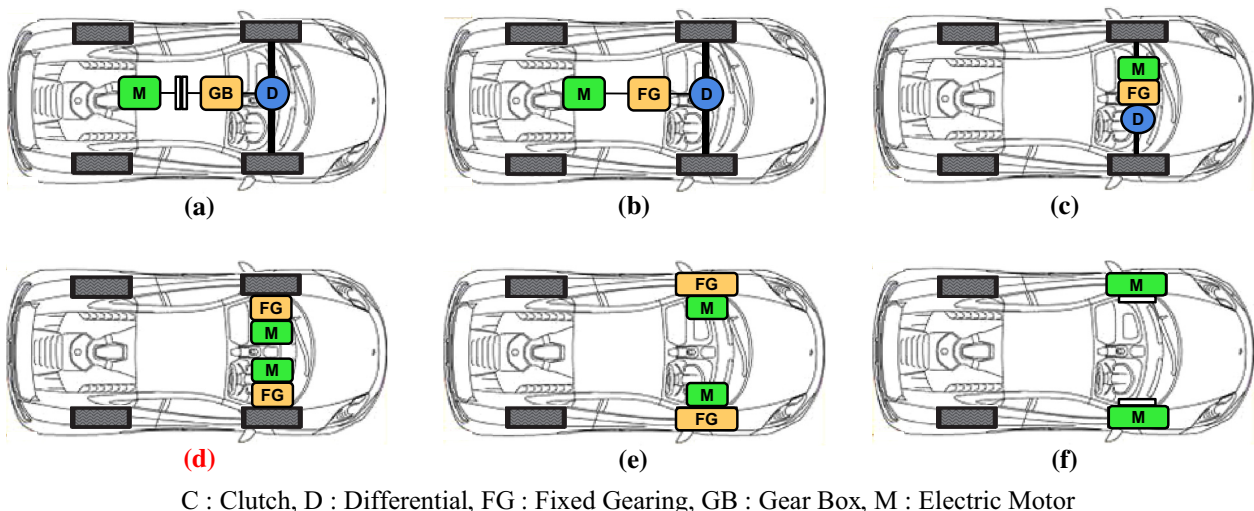 M GB D
M FG D
M
FG
D
(a) (b) (c)
FG
M
M
FG
FG
M
M
FG
M
M
(d) (e) (f)
C : Clutch, D : Differential, FG : Fixed Gearing, GB : Gear Box, M : Electric Motor